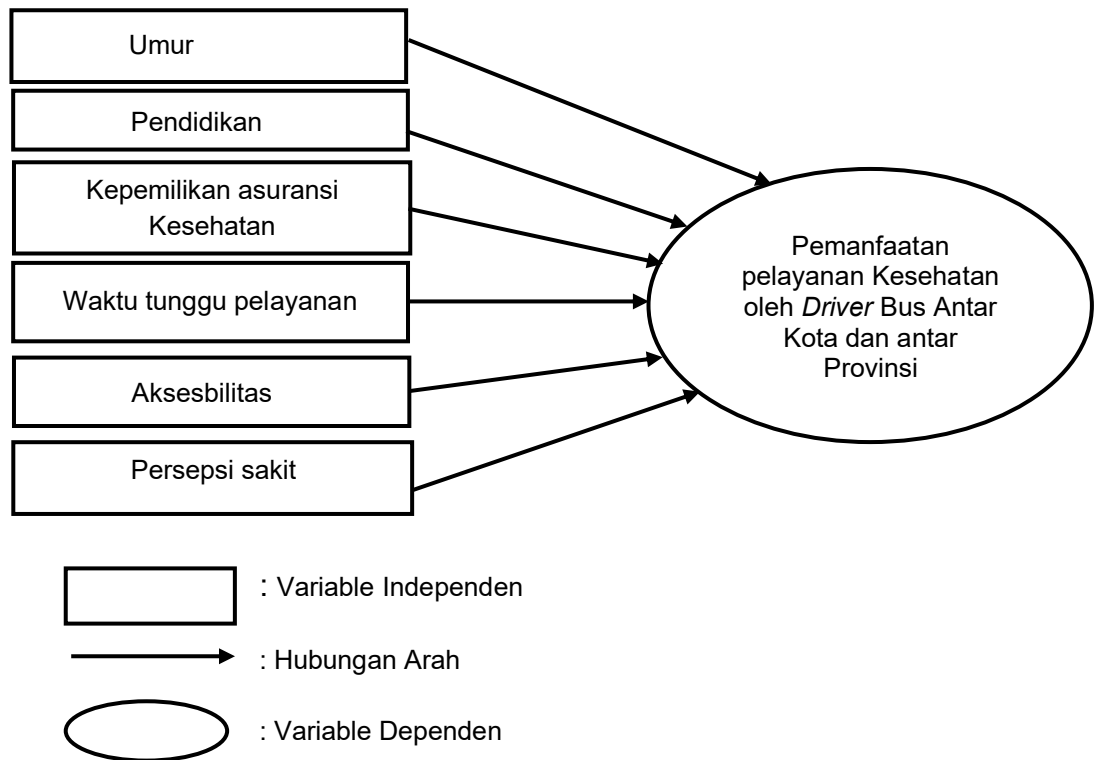 Umur
Pendidikan
Kepemilikan asuransi
Kesehatan
Waktu tunggu pelayanan
Aksesbilitas
Persepsi sakit
Pemanfaatan
pelayanan Kesehatan
oleh Driver Bus Antar
Kota dan antar
Provinsi
: Variable Independen
: Hubungan Arah
: Variable Dependen